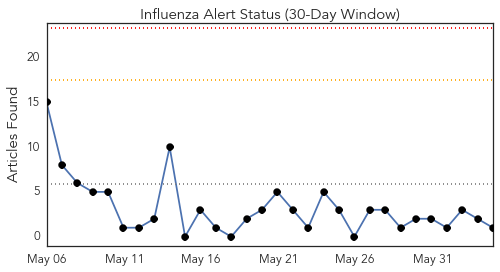 Influenza Alert Status (30-Day Window)
Articles Found
20
15
10
5
0
May 06 May 11 May 16 May 21 May 26 May 31